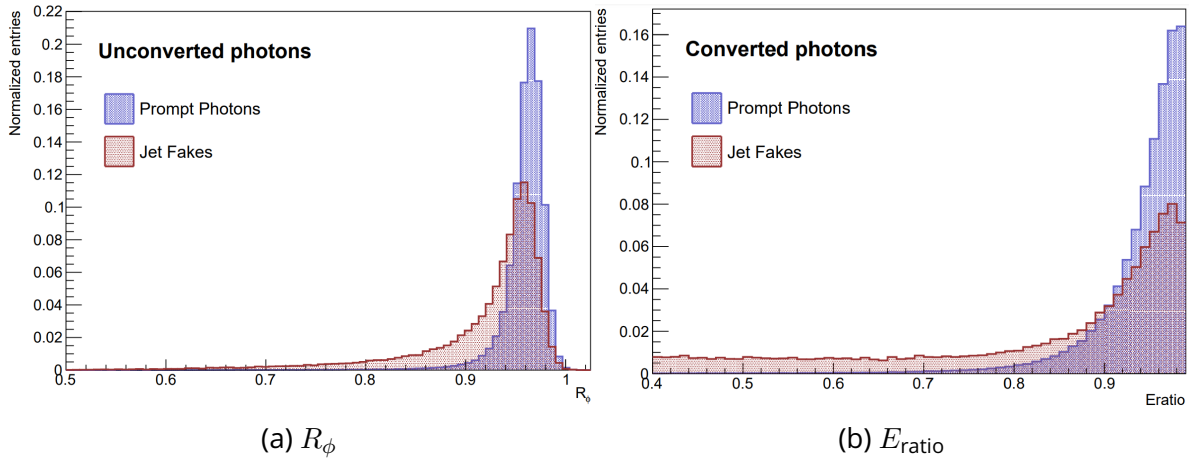 Normalized entries
0.22
0.2
0.18
0.16
0.14
0.12
0.1
0.08
0.06
0.04
0.02
0
Unconverted photons
Prompt Photons
Jet Fakes
0.5 0.6 0.7 0.8 0.9 1
R_ϕ
(a) R_ϕ
Normalized entries
0.16
0.14
0.12
0.1
0.08
0.06
0.04
0.02
0
Converted photons
Prompt Photons
Jet Fakes
0.4 0.5 0.6 0.7 0.8 0.9
Eratio
(b) E_ratio